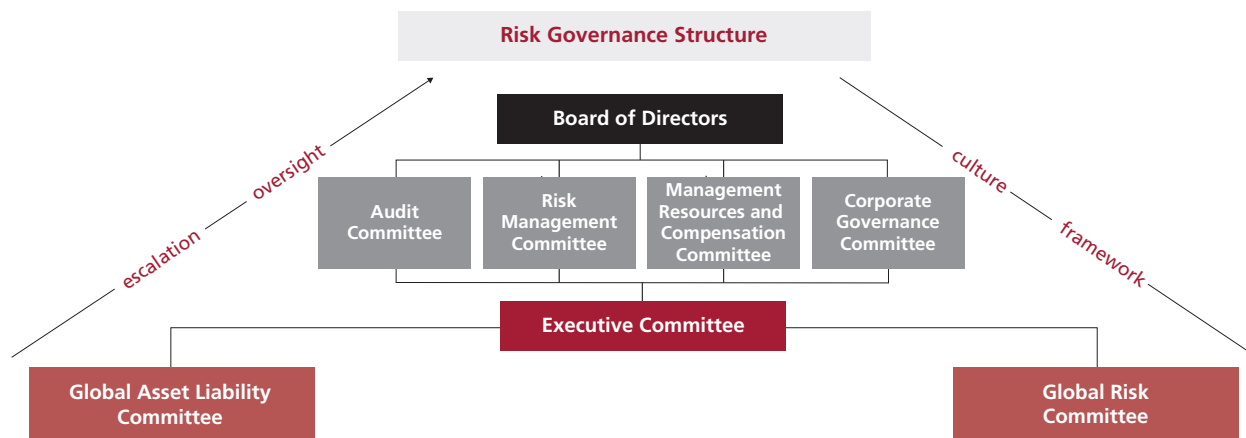 Risk Governance Structure
Board of Directors
oversight
escalation
culture
framework
Audit
Committee
Risk
Management
Committee
Management
Resources and
Compensation
Committee
Corporate
Governance
Committee
Executive Committee
Global Asset Liability
Committee
Global Risk
Committee